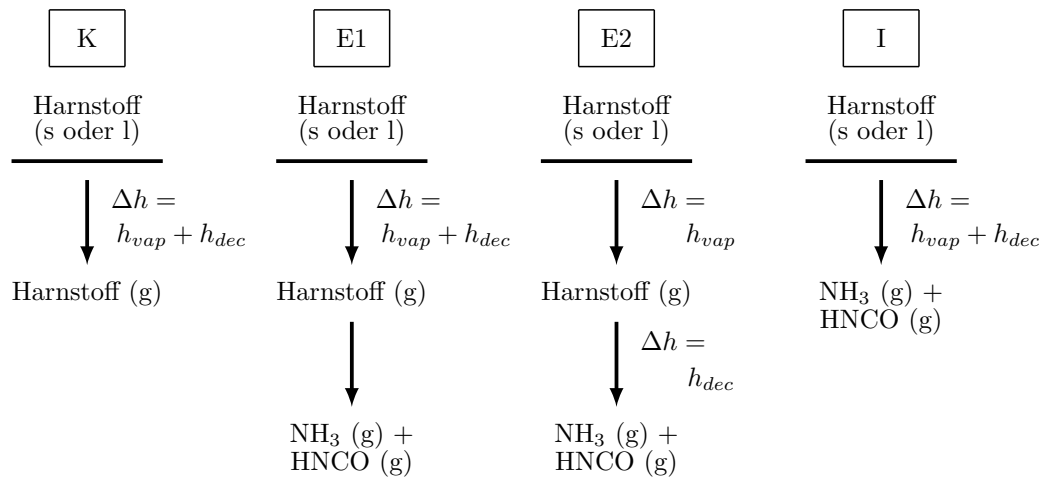 K
Harnstoff
(s oder l)
Δh =
h_vap + h_dec
Harnstoff (g)
E1
Harnstoff
(s oder l)
Δh =
h_vap + h_dec
Harnstoff (g)
NH₃ (g) +
HNCO (g)
E2
Harnstoff
(s oder l)
Δh =
h_vap
Harnstoff (g)
Δh =
h_dec
NH₃ (g) +
HNCO (g)
I
Harnstoff
(s oder l)
Δh =
h_vap + h_dec
NH₃ (g) +
HNCO (g)